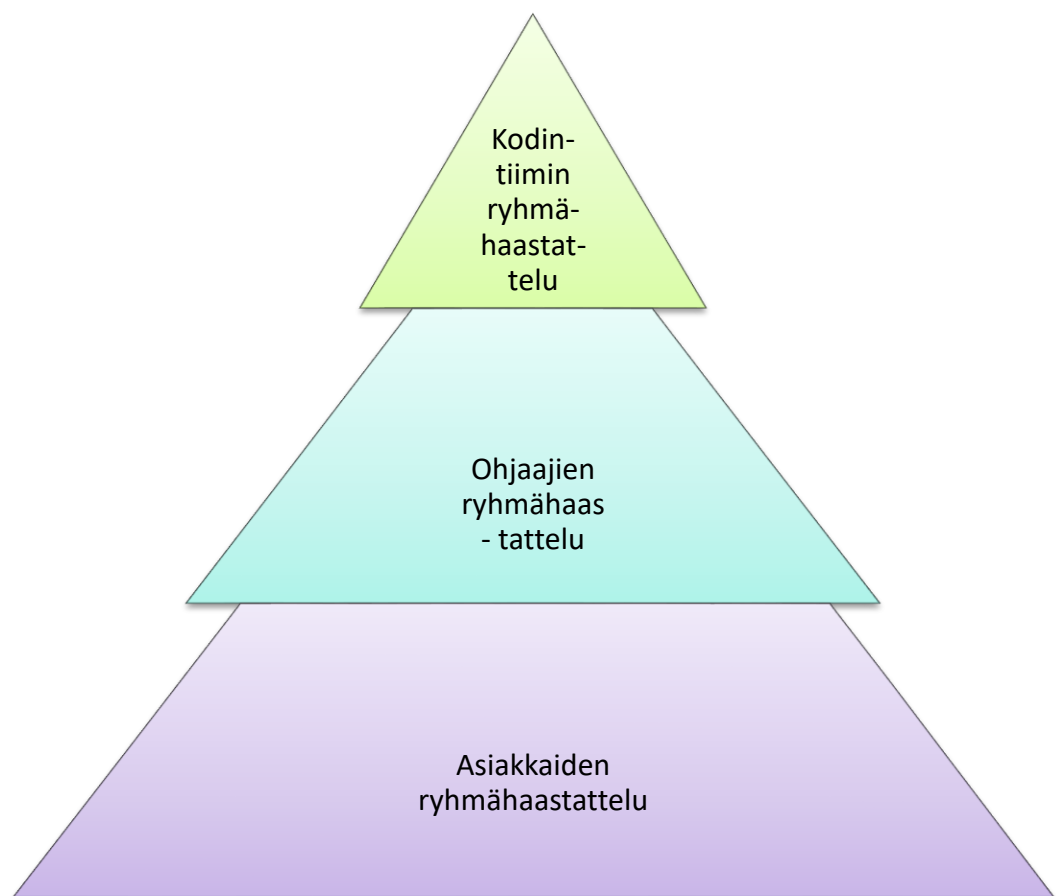 Kodin-
tiimin
ryhmä-
haastat-
telu
Ohjaajien
ryhmähaas
- tattelu
Asiakkaiden
ryhmähaastattelu